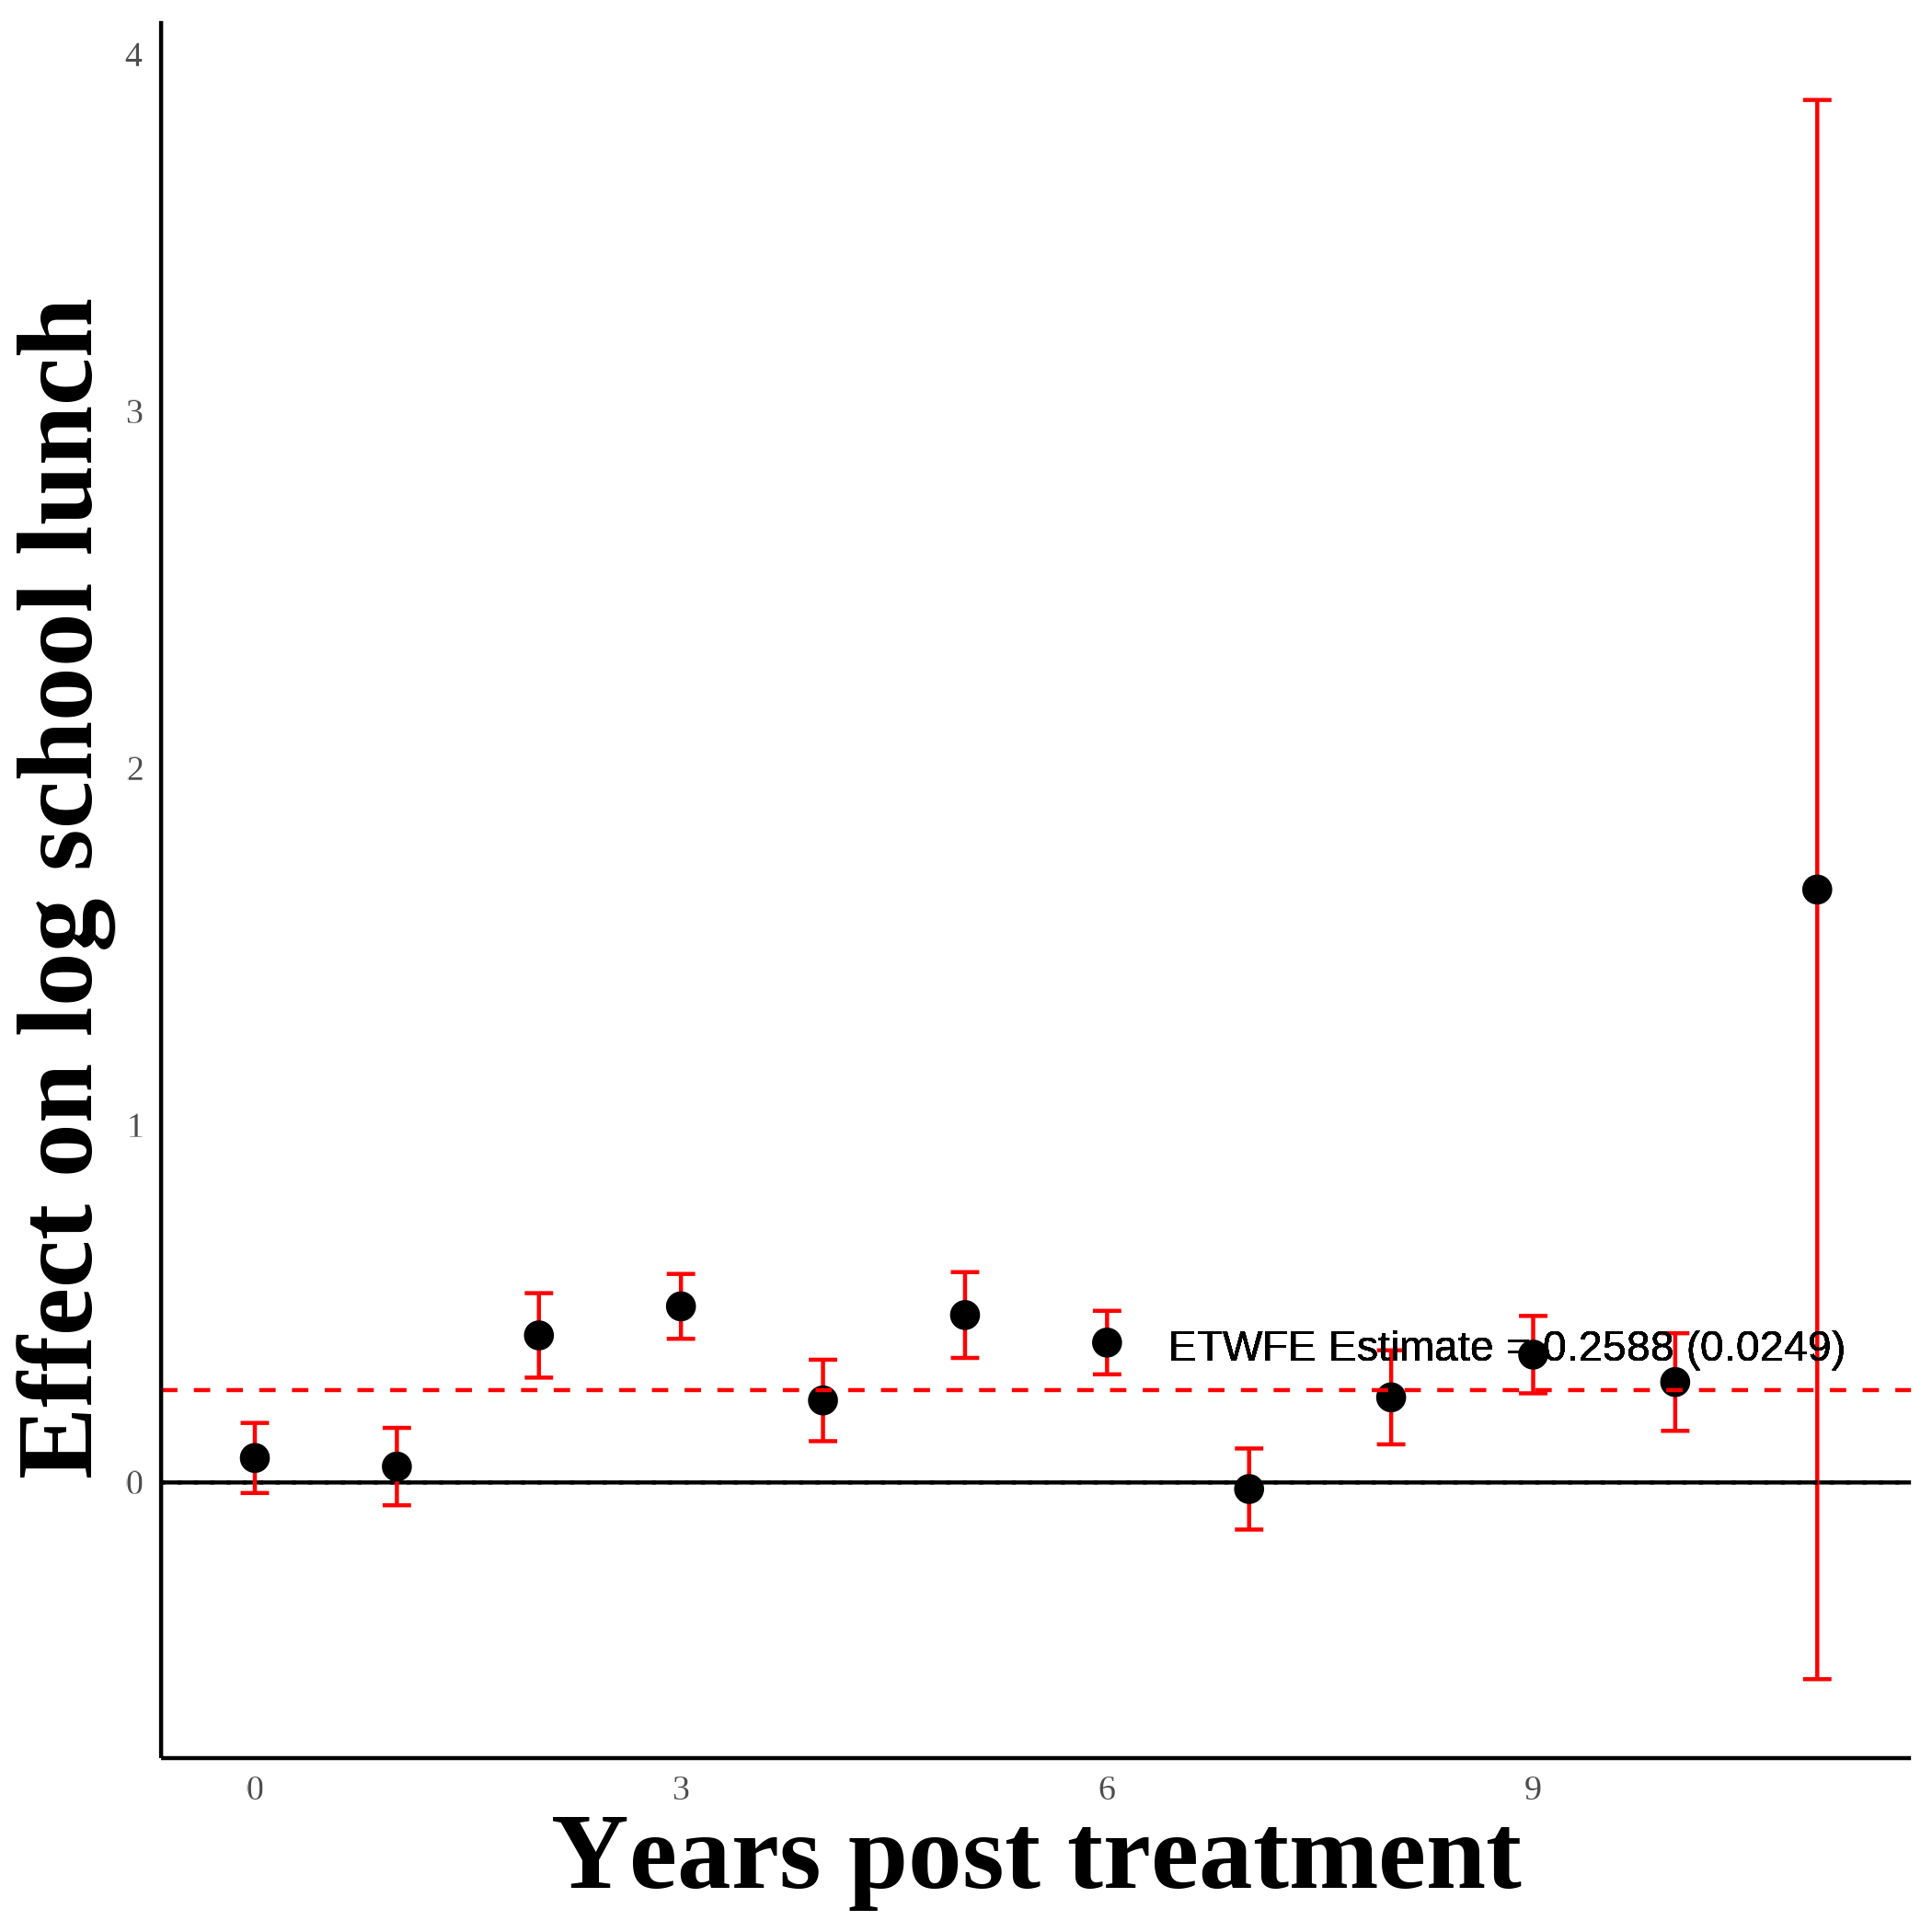 Effect on log school lunch
4
3
2
1
0
ETWFE Estimate = 0.2588 (0.0249)
0 3 6 9
Years post treatment